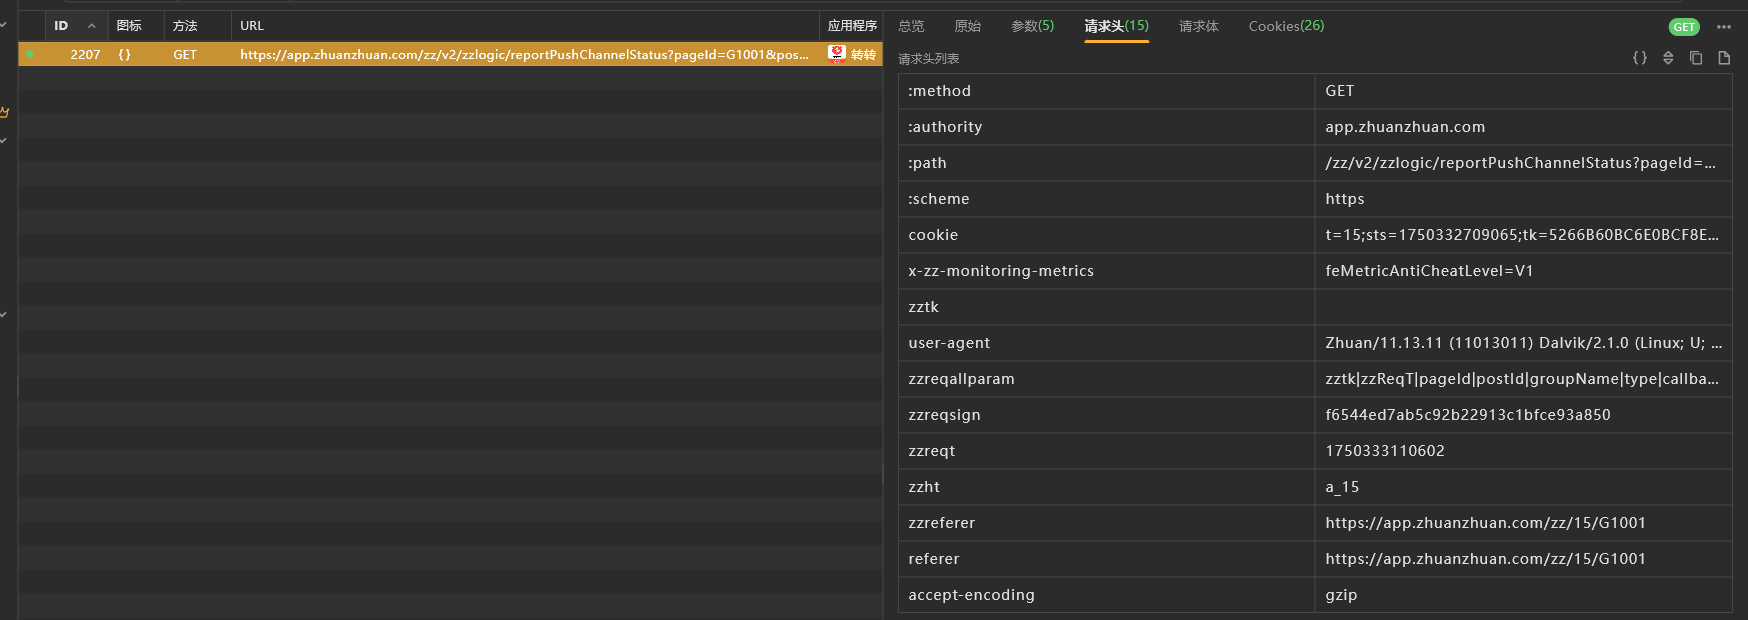 ID 图标 方法 URL 应用程序
2207 {} GET https://app.zhuanzhuan.com/zz/v2/zzlogic/reportPushChannelStatus?pageId=G1001&pos... 转转
总览 原始 参数(5) 请求头(15) 请求体 Cookies(26) GET
请求头列表
:method GET
:authority app.zhuanzhuan.com
:path /zz/v2/zzlogic/reportPushChannelStatus?pageId=...
:scheme https
cookie t=15;sts=1750332709065;tk=5266B60BC6E0BCF8E...
x-zz-monitoring-metrics feMetricAntiCheatLevel=V1
zztk
user-agent Zhuan/11.13.11 (11013011) Dalvik/2.1.0 (Linux; U; ...
zzreqallparam zztk|zzReqT|pageId|postId|groupName|type|callba...
zzreqsign f6544ed7ab5c92b22913c1bfce93a850
zzreqt 1750333110602
zzht a_15
zzreferer https://app.zhuanzhuan.com/zz/15/G1001
referer https://app.zhuanzhuan.com/zz/15/G1001
accept-encoding gzip